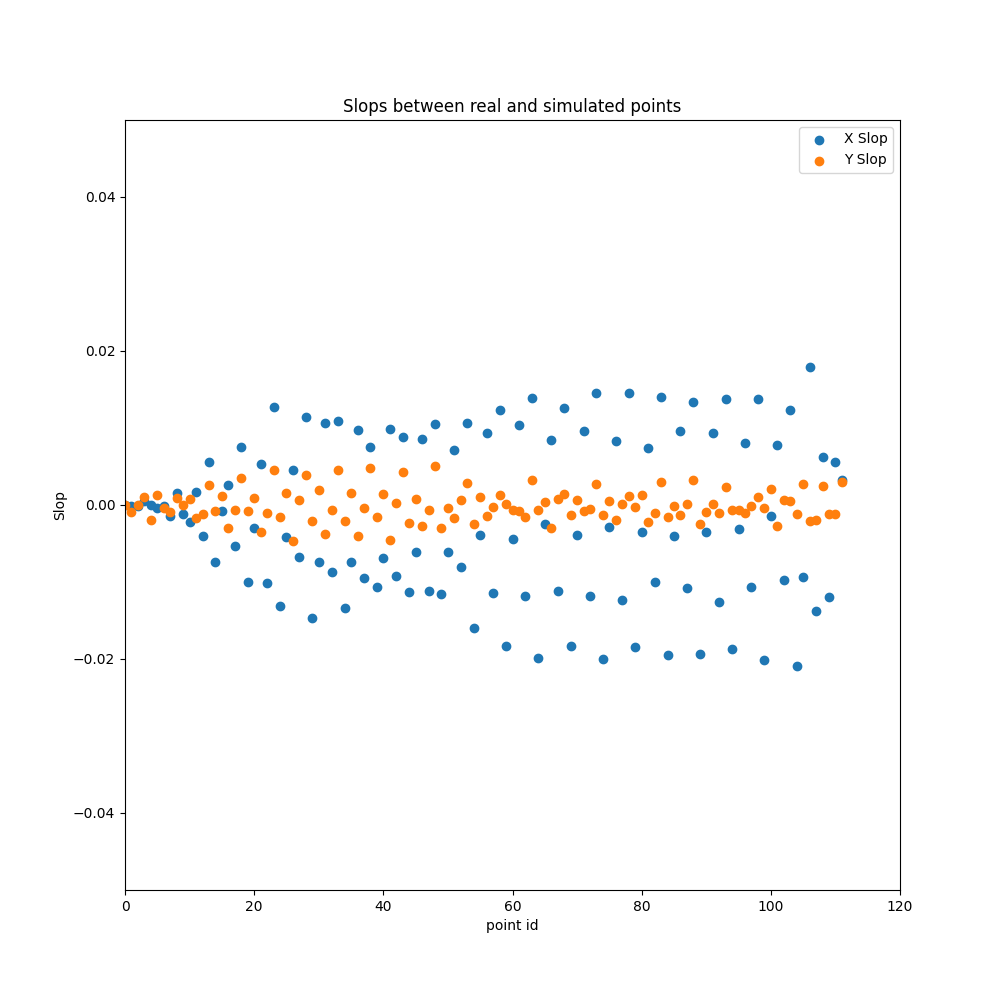 Slops between real and simulated points
X Slop
Y Slop
0.04
0.02
0.00
−0.02
−0.04
Slop
0 20 40 60 80 100 120
point id